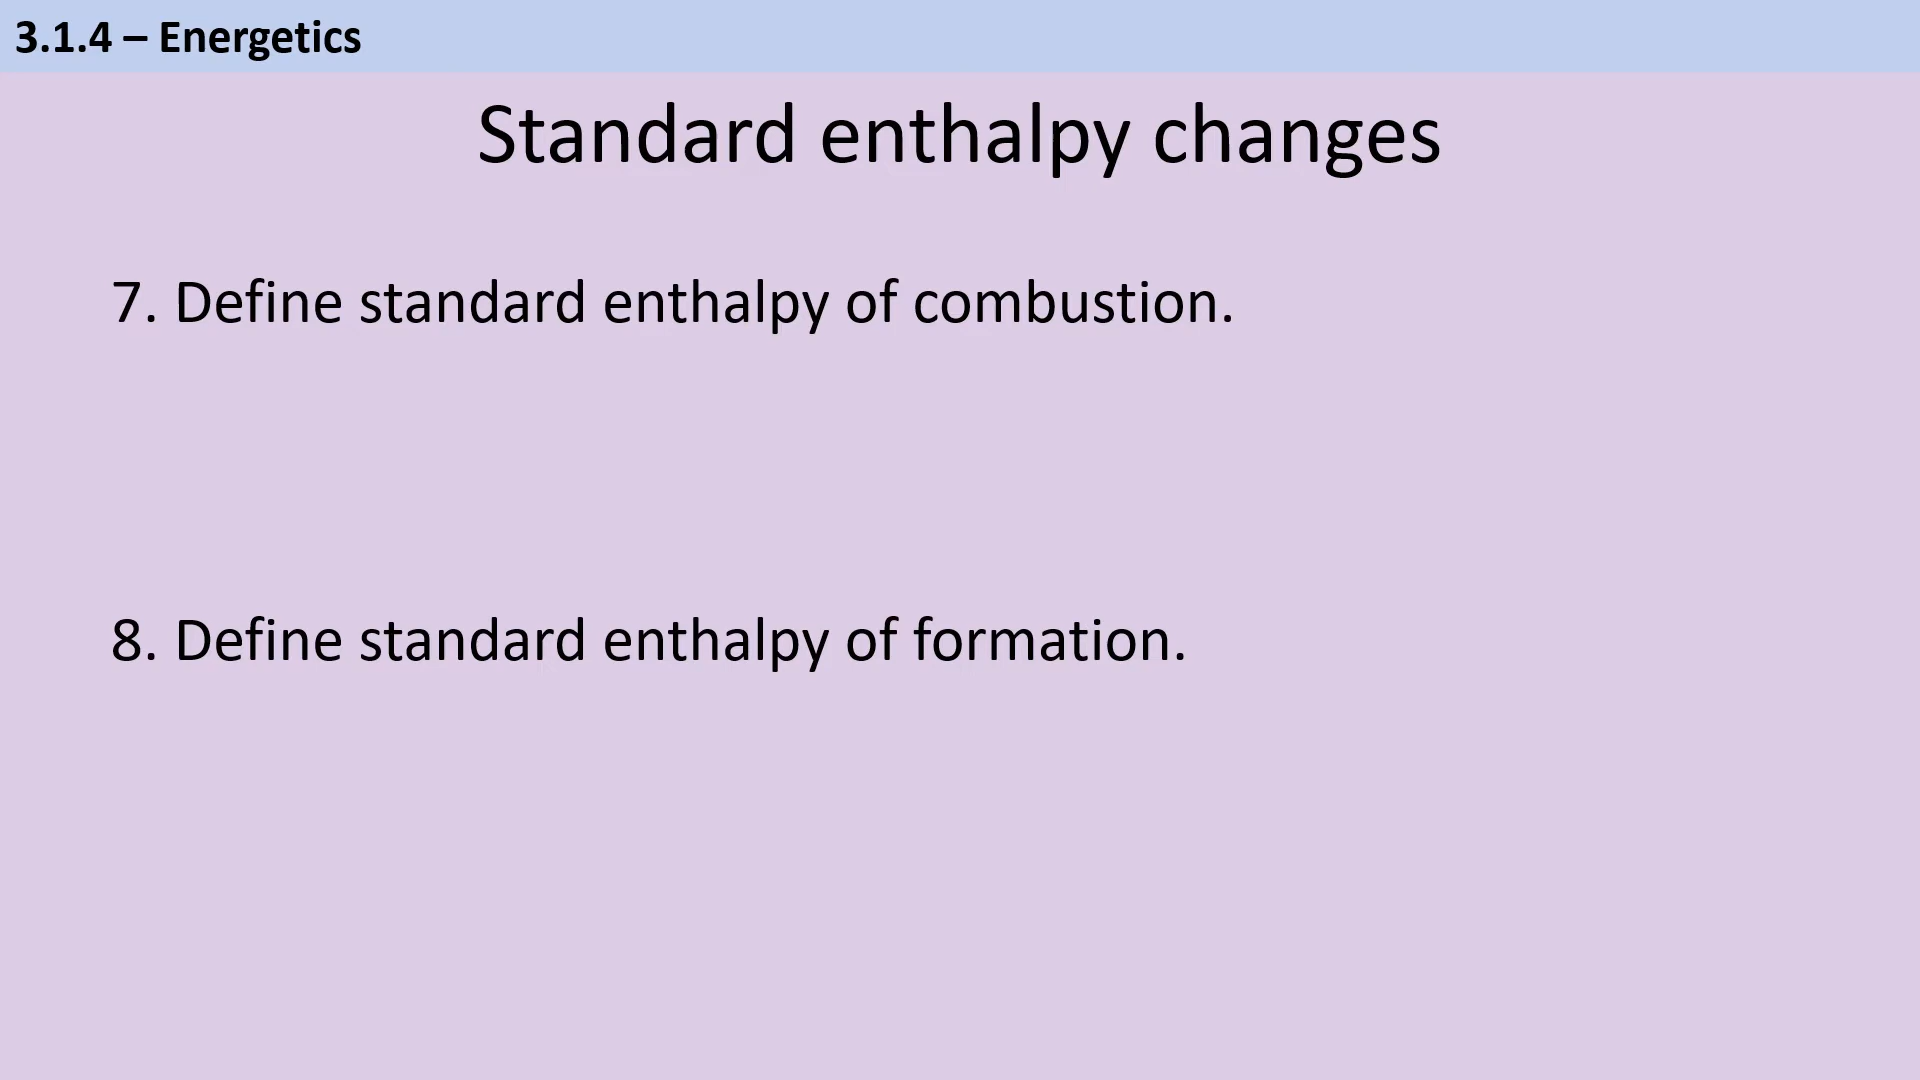 3.1.4 – Energetics
Standard enthalpy changes
7. Define standard enthalpy of combustion.
8. Define standard enthalpy of formation.